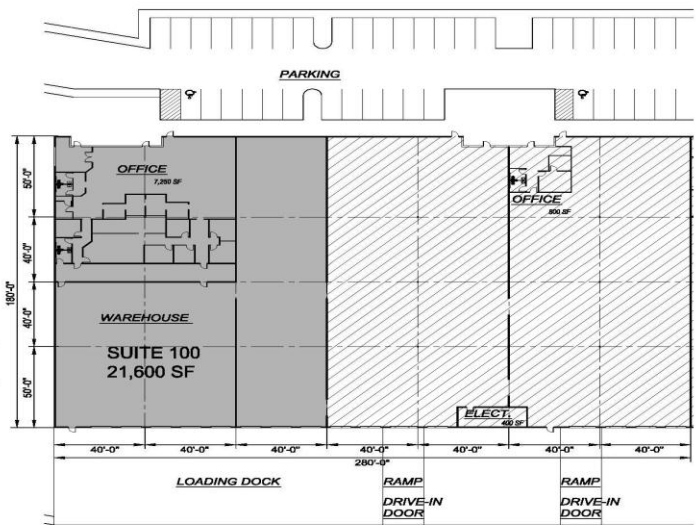 PARKING
OFFICE
7,250 SF
OFFICE
800 SF
50'-0"
40'-0"
180'-0"
40'-0"
50'-0"
WAREHOUSE
SUITE 100
21,600 SF
ELECT.
400 SF
40'-0" 40'-0" 40'-0" 40'-0" 40'-0" 40'-0" 40'-0"
280'-0"
LOADING DOCK
RAMP
RAMP
DRIVE-IN
DOOR
DRIVE-IN
DOOR